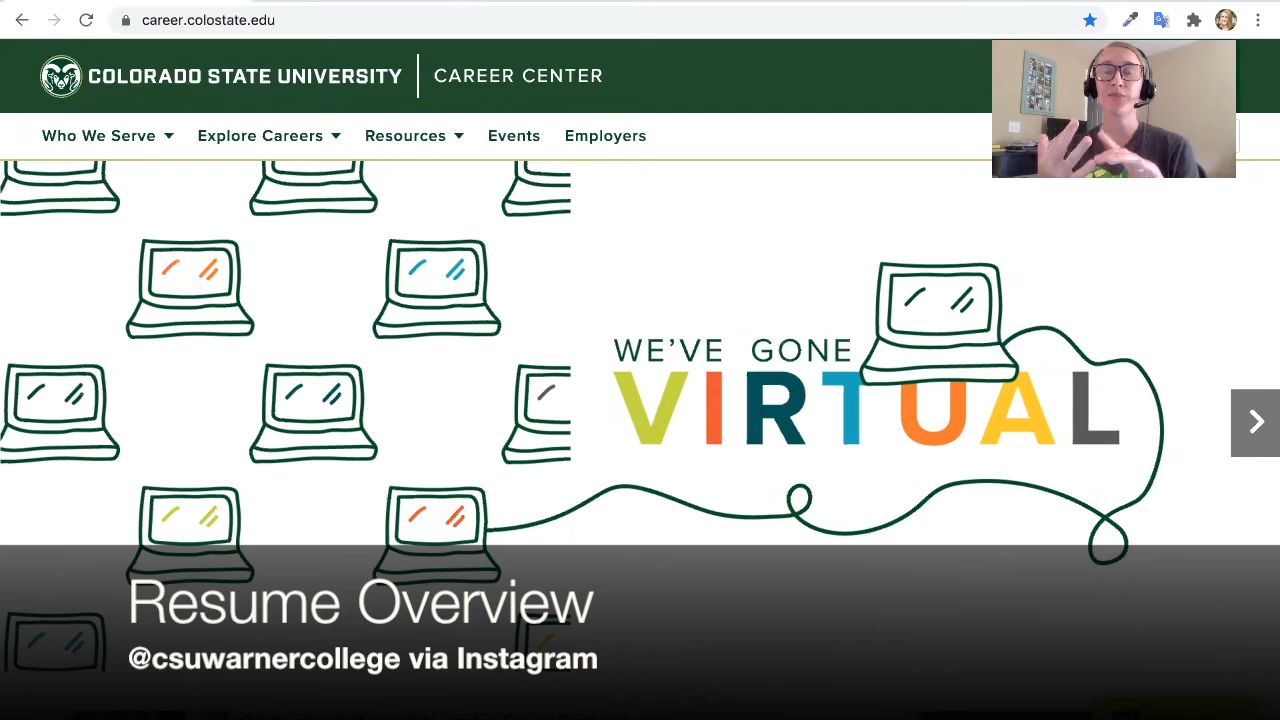 career.colostate.edu
COLORADO STATE UNIVERSITY
CAREER CENTER
Who We Serve
Explore Careers
Resources
Events
Employers
WE'VE GONE
VIRTUAL
Resume Overview
@csuwarnercollege via Instagram